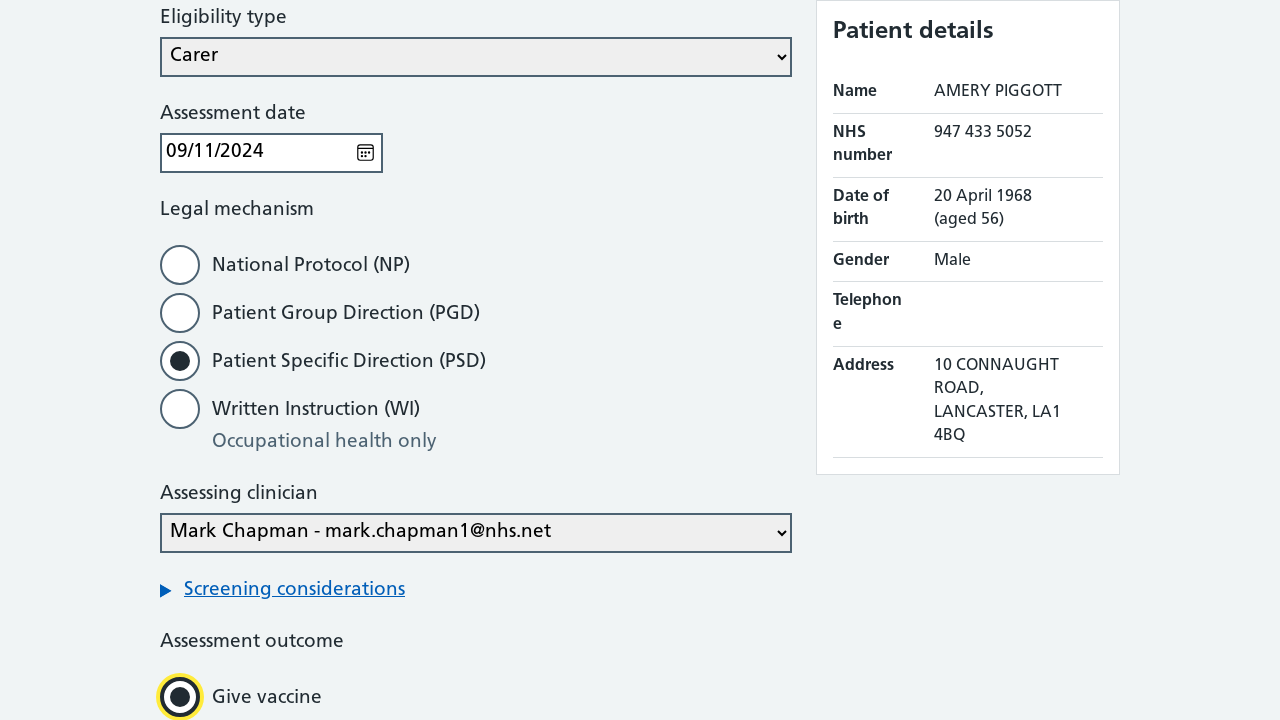 Eligibility type
Carer
Assessment date
09/11/2024
Legal mechanism
National Protocol (NP)
Patient Group Direction (PGD)
Patient Specific Direction (PSD)
Written Instruction (WI)
Occupational health only
Assessing clinician
Mark Chapman - mark.chapman1@nhs.net
Screening considerations
Assessment outcome
Give vaccine
Patient details
Name AMERY PIGGOTT
NHS 947 433 5052
number
Date of 20 April 1968
birth (aged 56)
Gender Male
Telephon
e
Address 10 CONNAUGHT
ROAD,
LANCASTER, LA1
4BQ